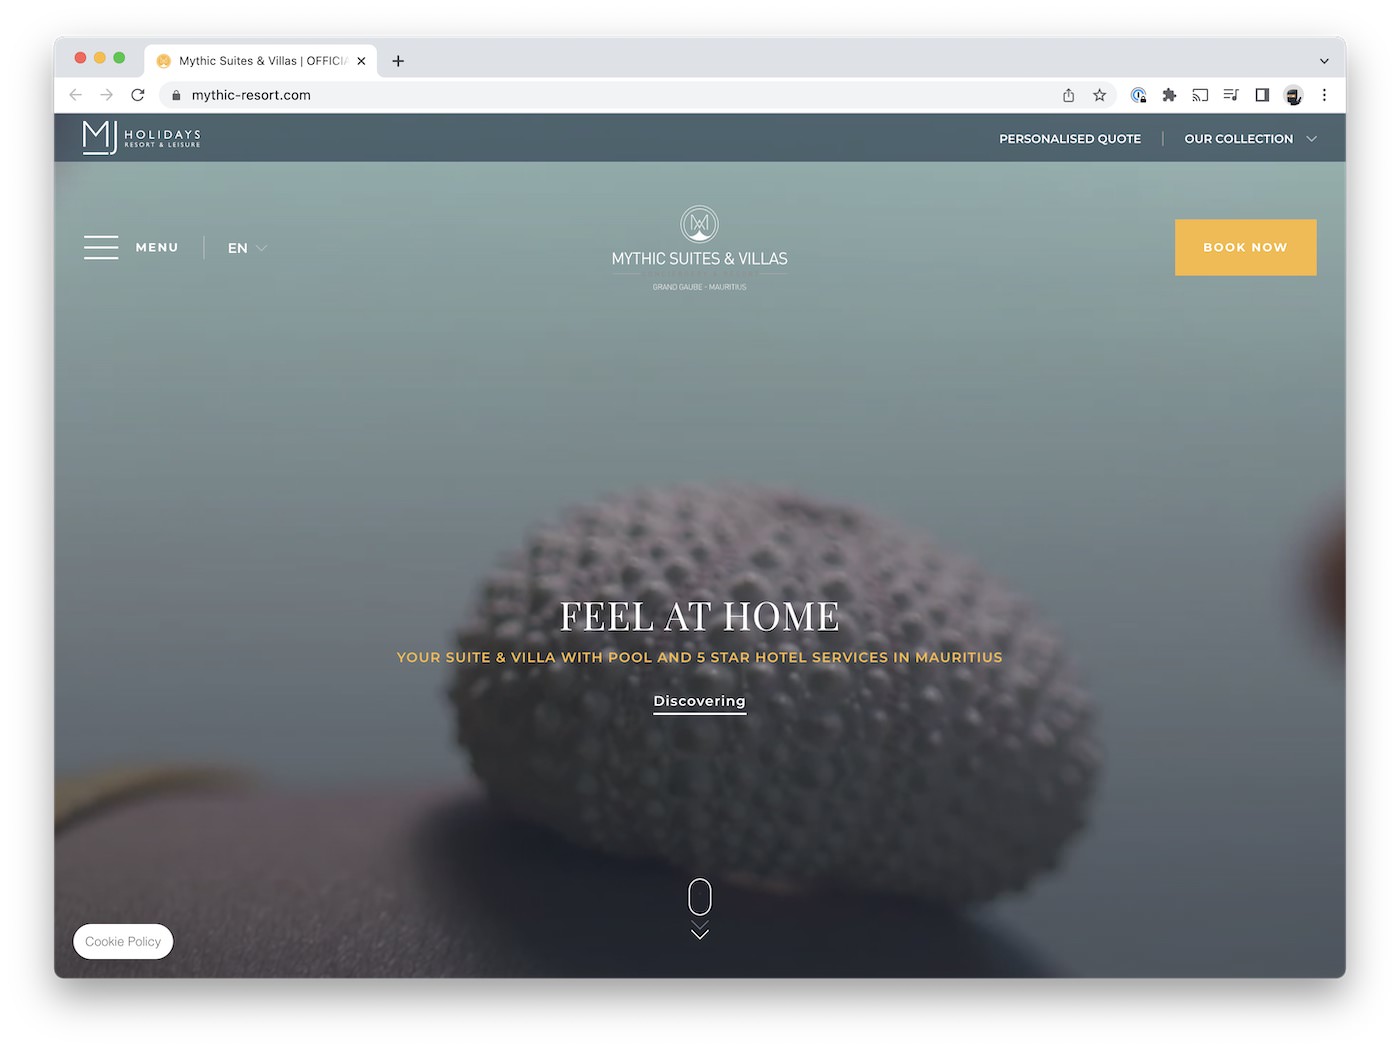 Mythic Suites & Villas | OFFICI
mythic-resort.com
MJ HOLIDAYS
RESORT & LEISURE
PERSONALISED QUOTE
OUR COLLECTION
MENU
EN
MYTHIC SUITES & VILLAS
GRAND GAUBE - MAURITIUS
BOOK NOW
FEEL AT HOME
YOUR SUITE & VILLA WITH POOL AND 5 STAR HOTEL SERVICES IN MAURITIUS
Discovering
Cookie Policy